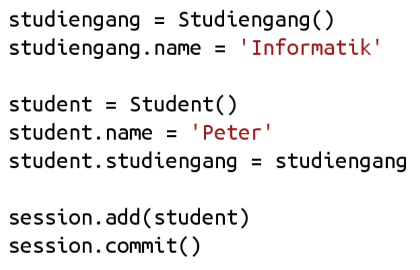 studiengang = Studiengang()
studiengang.name = 'Informatik'

student = Student()
student.name = 'Peter'
student.studiengang = studiengang

session.add(student)
session.commit()